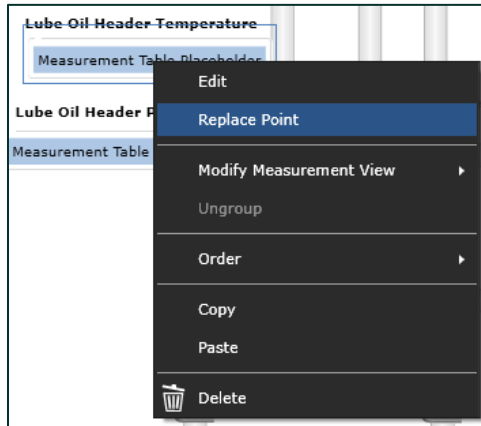 Lube Oil Header Temperature
Measurement Table Placeholder
Edit
Replace Point
Lube Oil Header P
Measurement Table
Modify Measurement View
Ungroup
Order
Copy
Paste
Delete